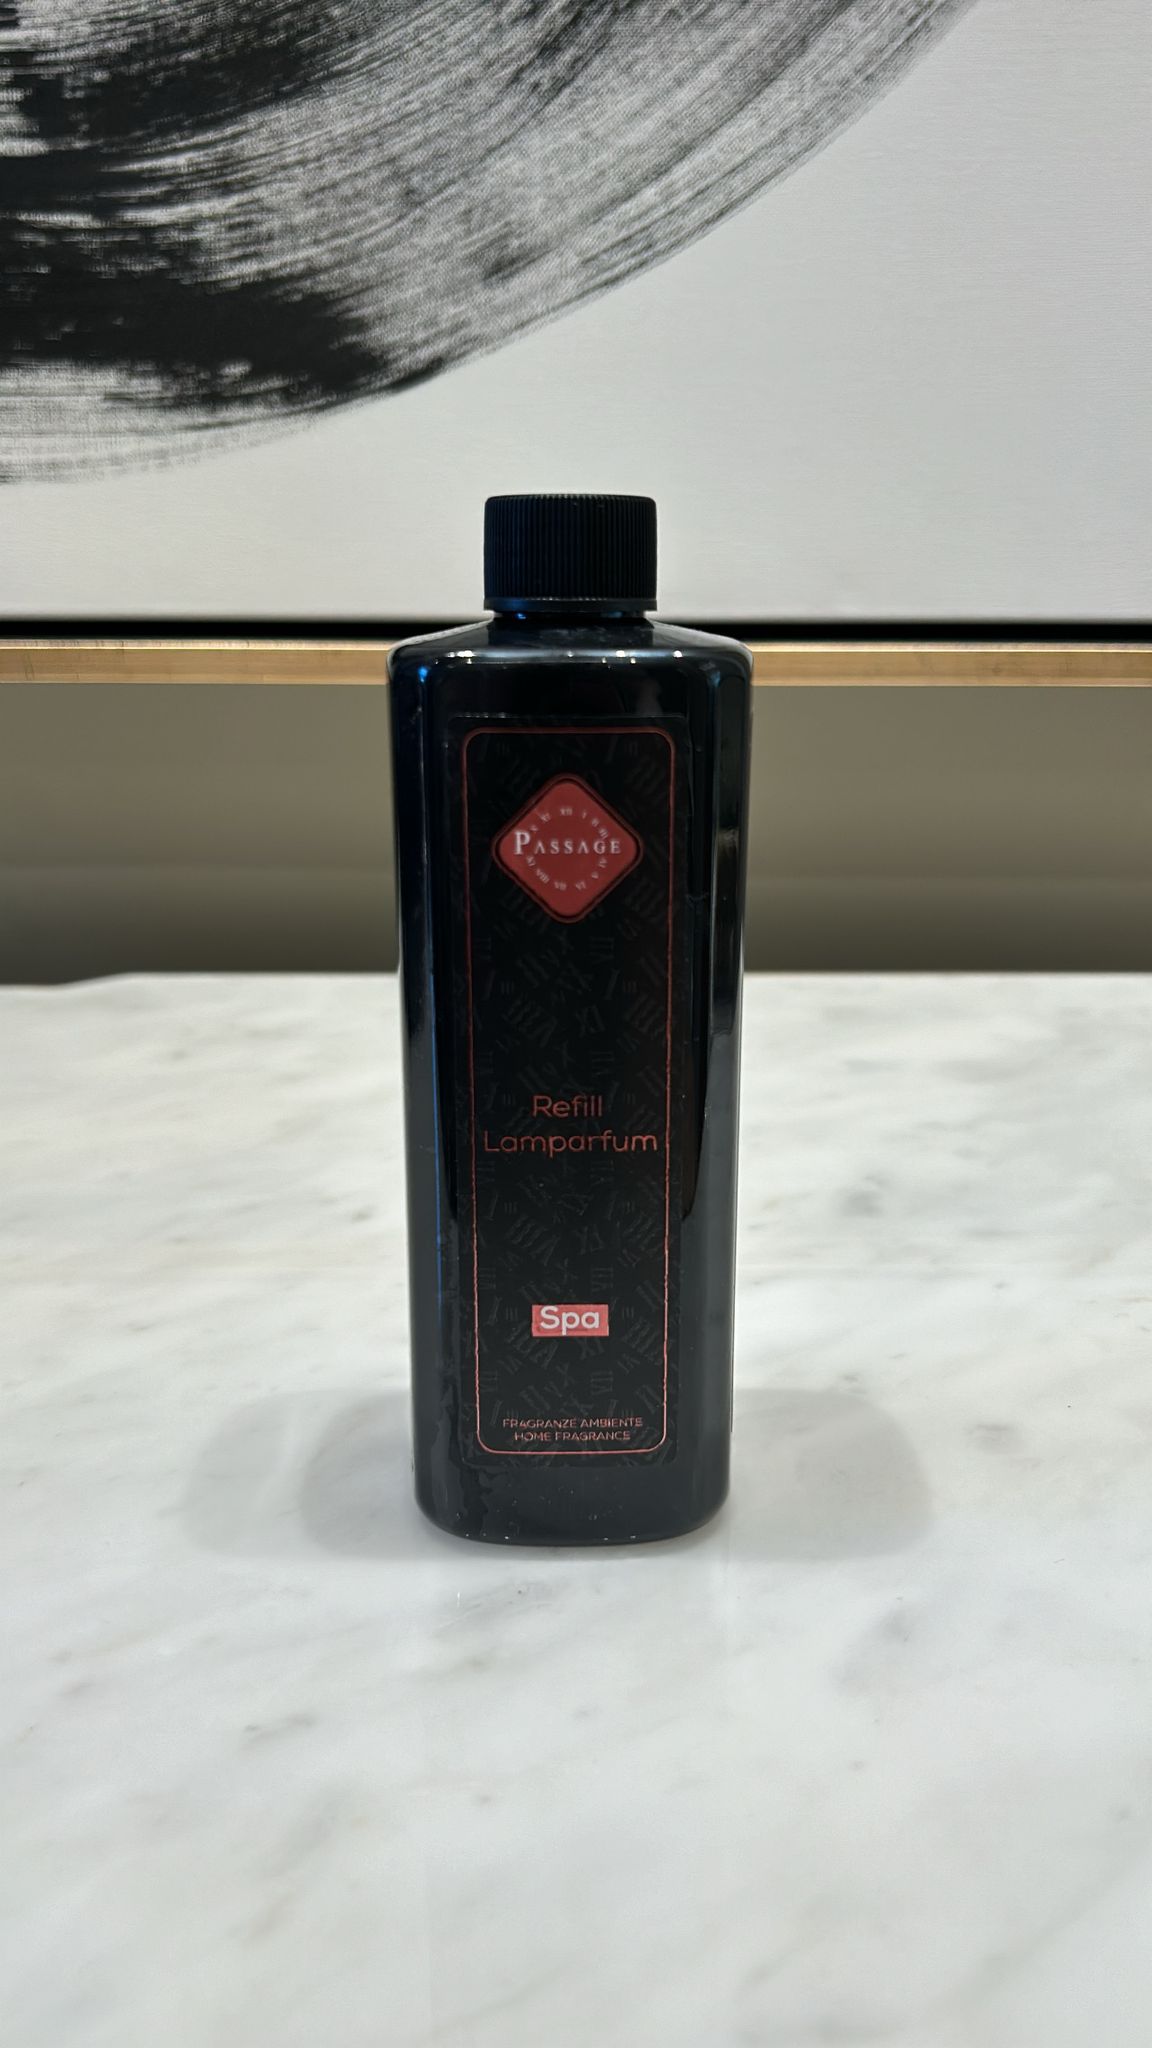 PASSAGE
Refill
Lamparfum
Spa
FRAGRANZE AMBIENTE
HOME FRAGRANCE